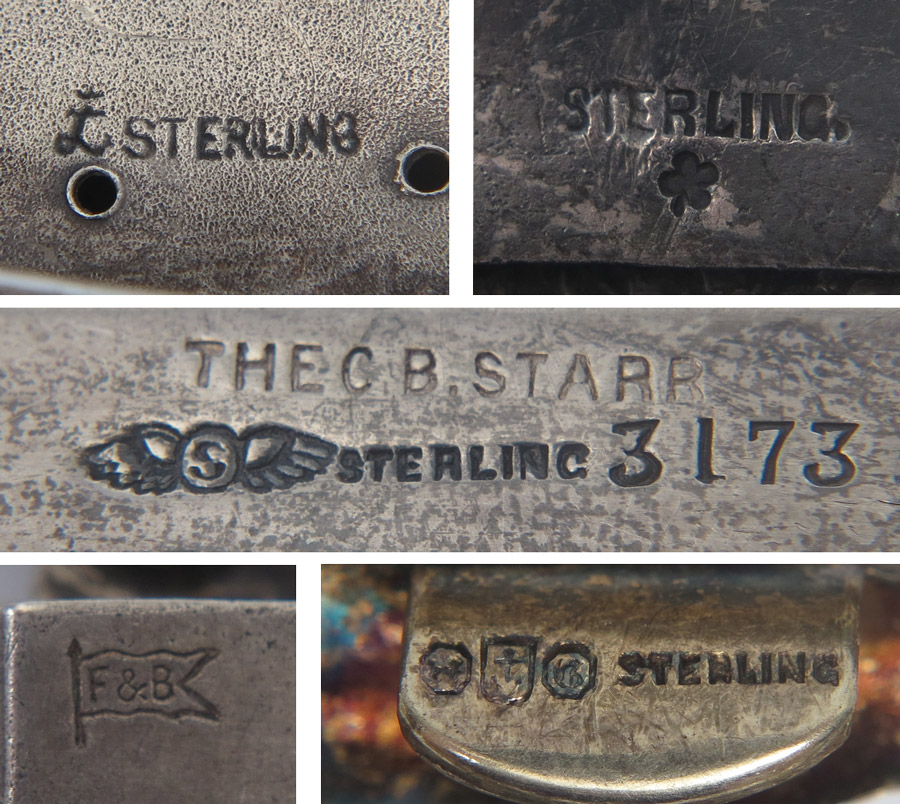 STERLING
STERLING
THE C B. STARR
S STERLING 3173
F & B
STERLING